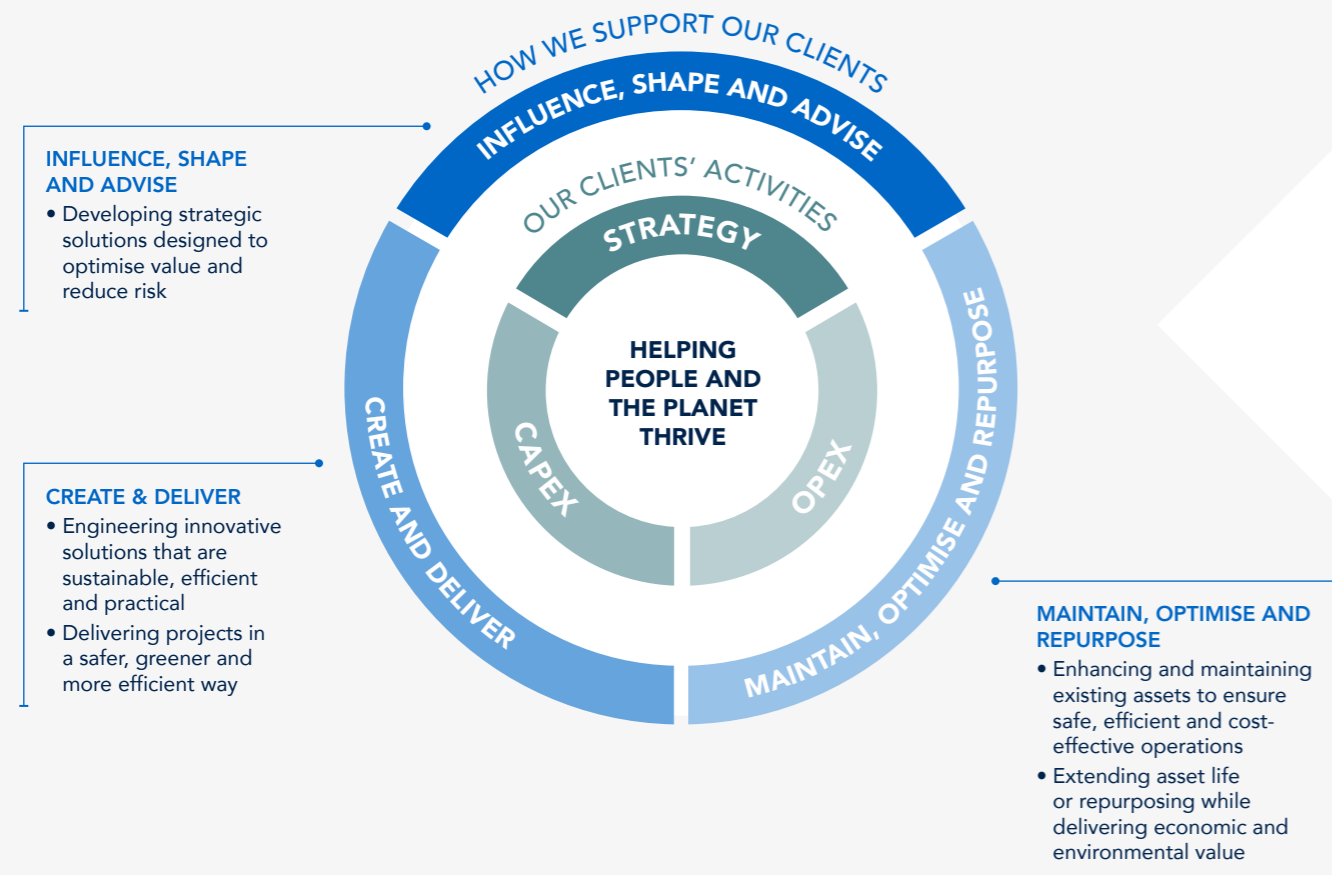 HOW WE SUPPORT OUR CLIENTS
INFLUENCE, SHAPE AND ADVISE
OUR CLIENTS’ ACTIVITIES
STRATEGY
CAPEX
OPEX
HELPING
PEOPLE AND
THE PLANET
THRIVE
CREATE AND DELIVER
MAINTAIN, OPTIMISE AND REPURPOSE
INFLUENCE, SHAPE
AND ADVISE
• Developing strategic
solutions designed to
optimise value and
reduce risk
CREATE & DELIVER
• Engineering innovative
solutions that are
sustainable, efficient
and practical
• Delivering projects in
a safer, greener and
more efficient way
MAINTAIN, OPTIMISE AND
REPURPOSE
• Enhancing and maintaining
existing assets to ensure
safe, efficient and cost-
effective operations
• Extending asset life
or repurposing while
delivering economic and
environmental value